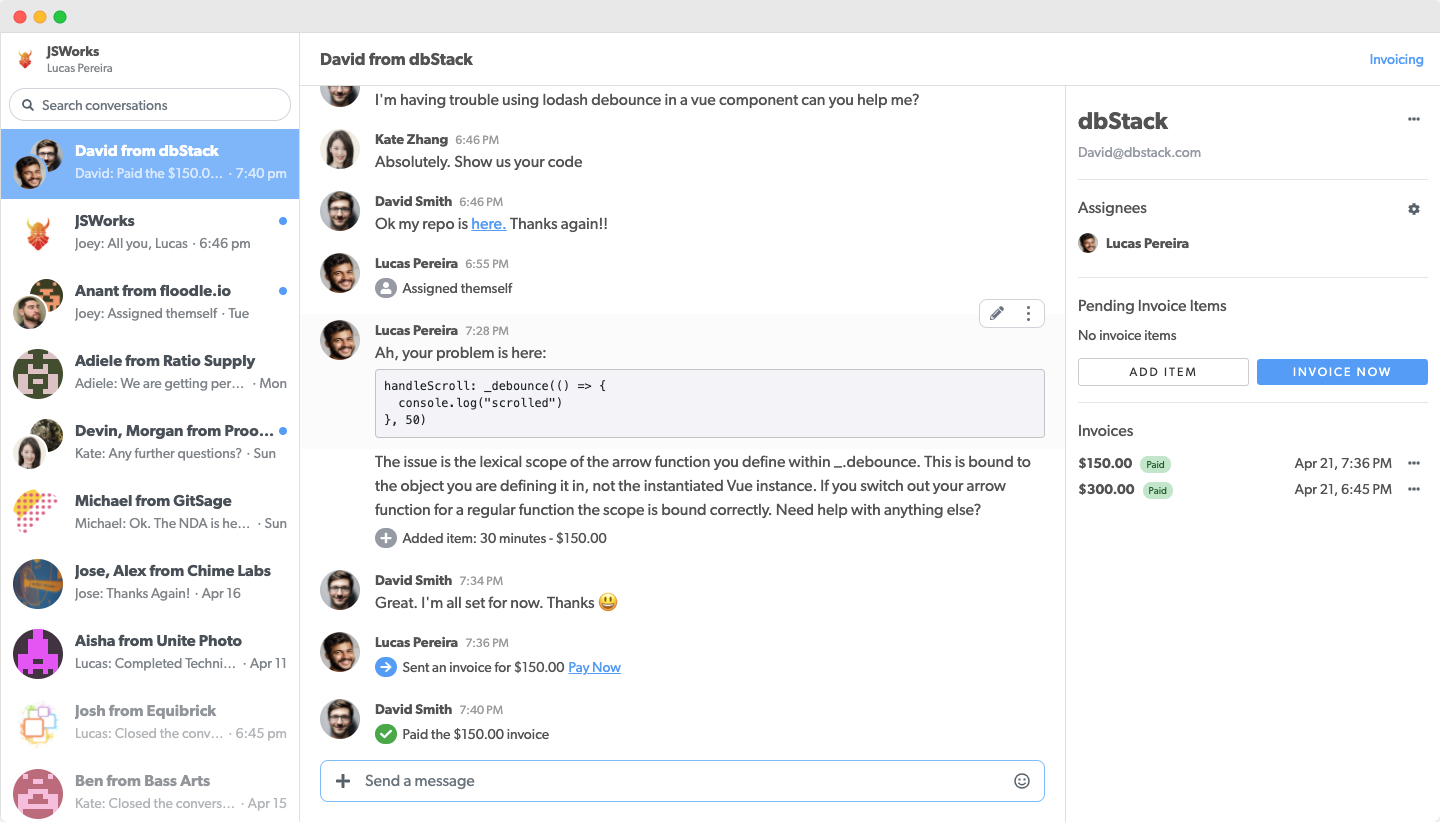 JSWorks
Lucas Pereira
Search conversations
David from dbStack
David: Paid the $150.0... · 7:40 pm
JSWorks
Joey: All you, Lucas · 6:46 pm
Anant from floodle.io
Joey: Assigned themself · Tue
Adiele from Ratio Supply
Adiele: We are getting per... · Mon
Devin, Morgan from Proo...
Kate: Any further questions? · Sun
Michael from GitSage
Michael: Ok. The NDA is he... · Sun
Jose, Alex from Chime Labs
Jose: Thanks Again! · Apr 16
Aisha from Unite Photo
Lucas: Completed Techni... · Apr 11
Josh from Equibrick
Lucas: Closed the conv... · 6:45 pm
Ben from Bass Arts
Kate: Closed the convers... · Apr 15
David from dbStack
Invoicing
I'm having trouble using lodash debounce in a vue component can you help me?
Kate Zhang 6:46 PM
Absolutely. Show us your code
David Smith 6:46 PM
Ok my repo is here. Thanks again!!
Lucas Pereira 6:55 PM
Assigned themself
Lucas Pereira 7:28 PM
Ah, your problem is here:
handleScroll: _debounce(() => {
  console.log("scrolled")
}, 50)
The issue is the lexical scope of the arrow function you define within _.debounce. This is bound to
the object you are defining it in, not the instantiated Vue instance. If you switch out your arrow
function for a regular function the scope is bound correctly. Need help with anything else?
Added item: 30 minutes - $150.00
David Smith 7:34 PM
Great. I'm all set for now. Thanks 😃
Lucas Pereira 7:36 PM
Sent an invoice for $150.00 Pay Now
David Smith 7:40 PM
Paid the $150.00 invoice
Send a message
dbStack
David@dbstack.com
Assignees
Lucas Pereira
Pending Invoice Items
No invoice items
ADD ITEM
INVOICE NOW
Invoices
$150.00 Paid Apr 21, 7:36 PM
$300.00 Paid Apr 21, 6:45 PM